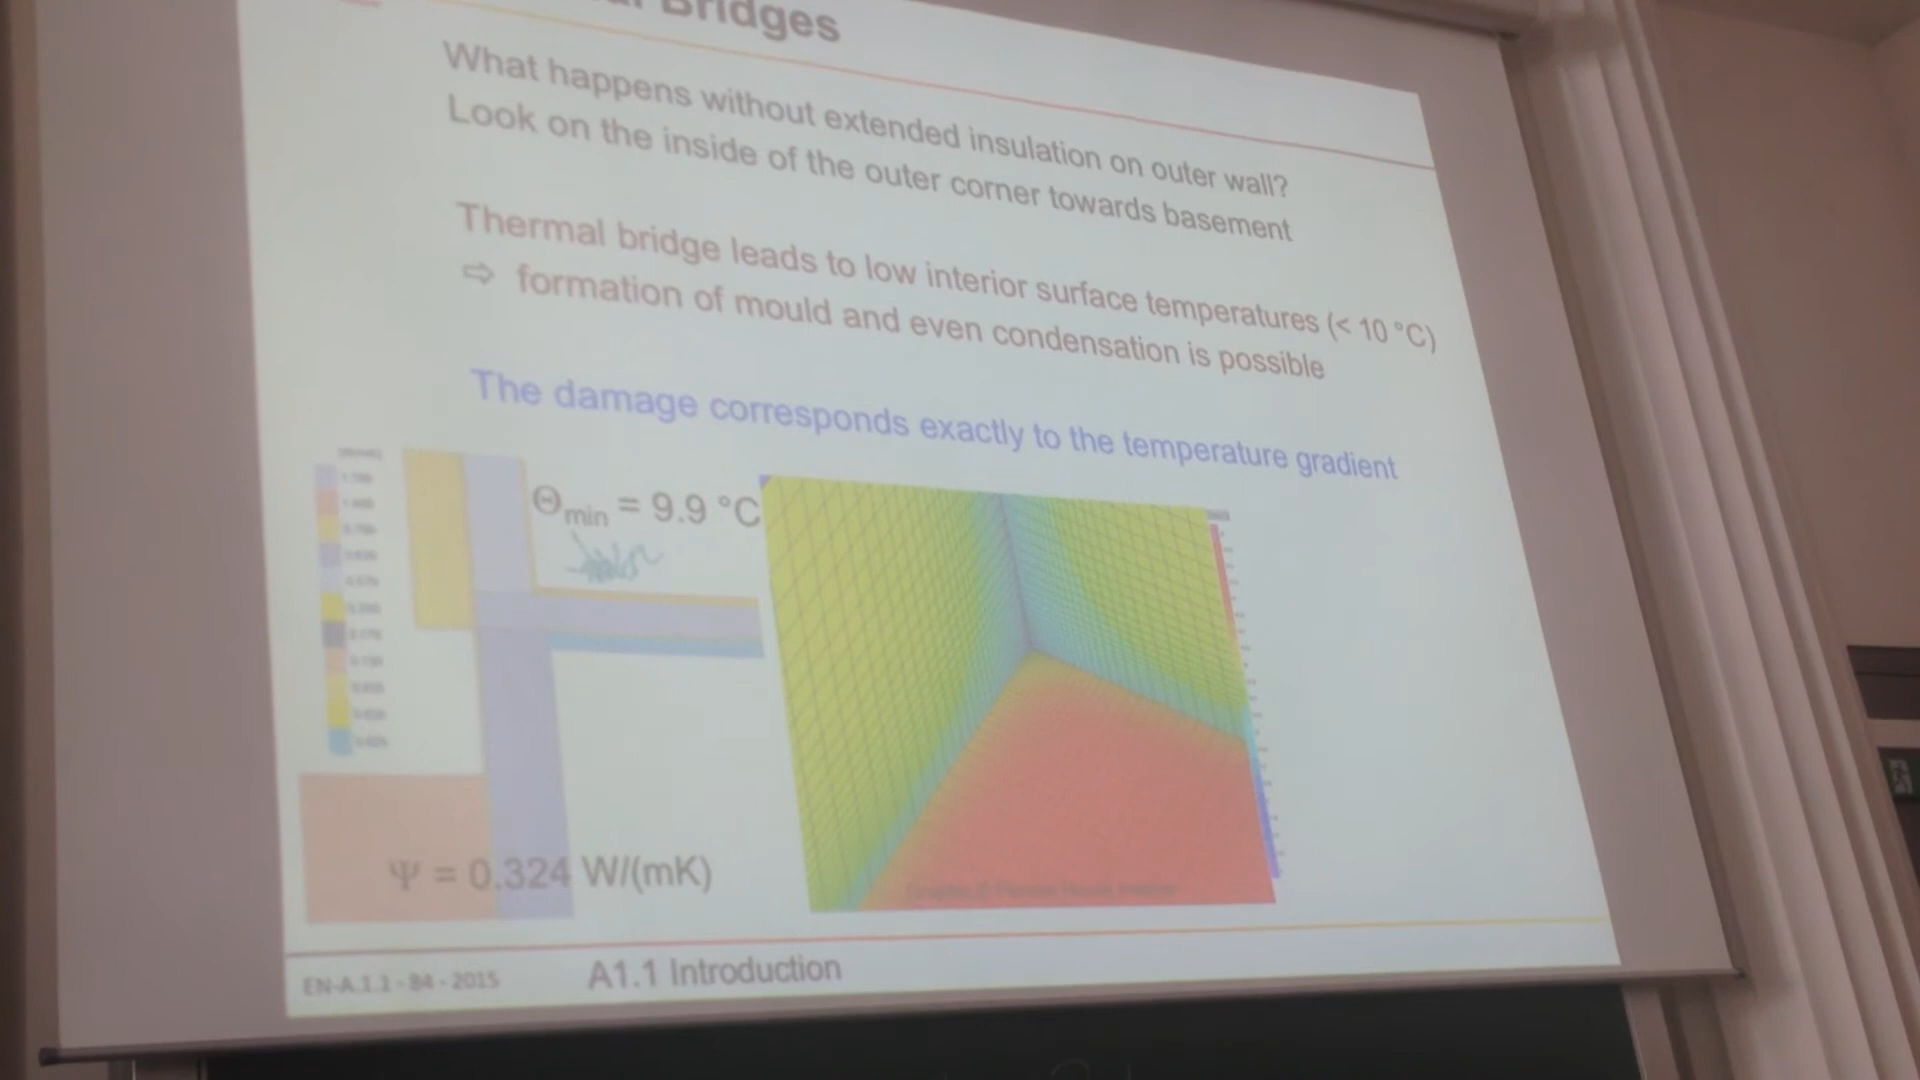 Bridges
What happens without extended insulation on outer wall?
Look on the inside of the outer corner towards basement
Thermal bridge leads to low interior surface temperatures (< 10 °C)
⇨ formation of mould and even condensation is possible
The damage corresponds exactly to the temperature gradient
Θmin = 9.9 °C
Ψ = 0.324 W/(mK)
EN-A.1.1 - B4 - 2015
A1.1 Introduction